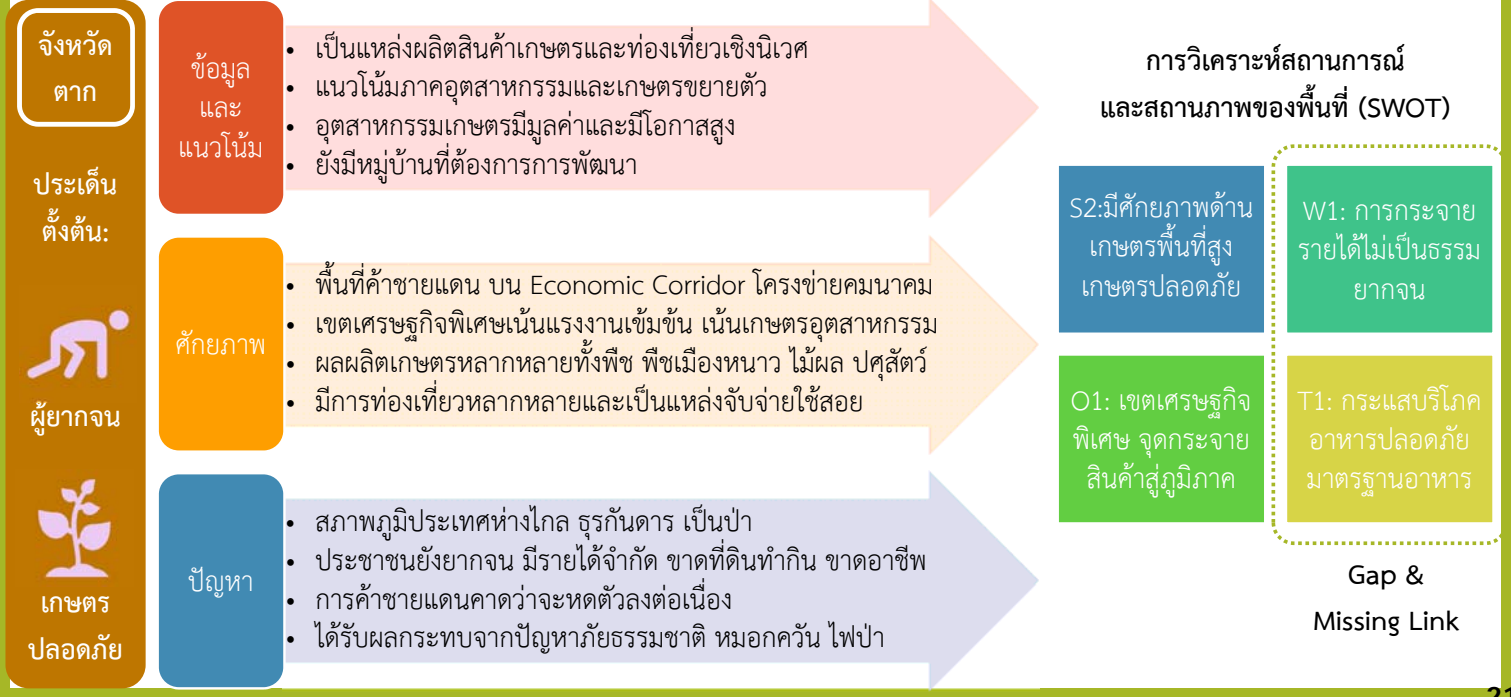 จังหวัด
ตาก
ประเด็น
ตั้งต้น:
ผู้ยากจน
เกษตร
ปลอดภัย
ข้อมูล
และ
แนวโน้ม
• เป็นแหล่งผลิตสินค้าเกษตรและท่องเที่ยวเชิงนิเวศ
• แนวโน้มภาคอุตสาหกรรมและเกษตรขยายตัว
• อุตสาหกรรมเกษตรมีมูลค่าและมีโอกาสสูง
• ยังมีหมู่บ้านที่ต้องการการพัฒนา
ศักยภาพ
• พื้นที่ค้าชายแดน บน Economic Corridor โครงข่ายคมนาคม
• เขตเศรษฐกิจพิเศษเน้นแรงงานเข้มข้น เน้นเกษตรอุตสาหกรรม
• ผลผลิตเกษตรหลากหลายทั้งพืช พืชเมืองหนาว ไม้ผล ปศุสัตว์
• มีการท่องเที่ยวหลากหลายและเป็นแหล่งจับจ่ายใช้สอย
ปัญหา
• สภาพภูมิประเทศห่างไกล ธุรกันดาร เป็นป่า
• ประชาชนยังยากจน มีรายได้จำกัด ขาดที่ดินทำกิน ขาดอาชีพ
• การค้าชายแดนคาดว่าจะหดตัวลงต่อเนื่อง
• ได้รับผลกระทบจากปัญหาภัยธรรมชาติ หมอกควัน ไฟป่า
การวิเคราะห์สถานการณ์
และสถานภาพของพื้นที่ (SWOT)
S2:มีศักยภาพด้าน
เกษตรพื้นที่สูง
เกษตรปลอดภัย
W1: การกระจาย
รายได้ไม่เป็นธรรม
ยากจน
O1: เขตเศรษฐกิจ
พิเศษ จุดกระจาย
สินค้าสู่ภูมิภาค
T1: กระแสบริโภค
อาหารปลอดภัย
มาตรฐานอาหาร
Gap &
Missing Link